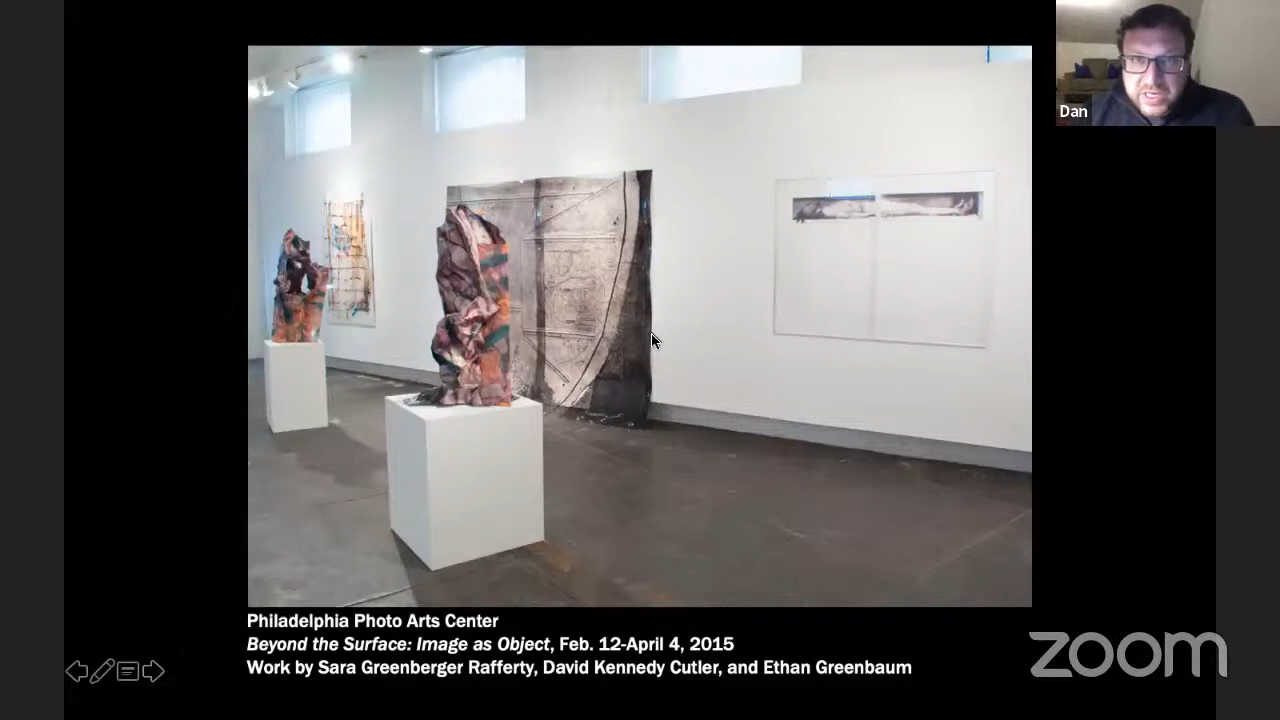 Dan
Philadelphia Photo Arts Center
Beyond the Surface: Image as Object, Feb. 12-April 4, 2015
Work by Sara Greenberger Rafferty, David Kennedy Cutler, and Ethan Greenbaum
zoom